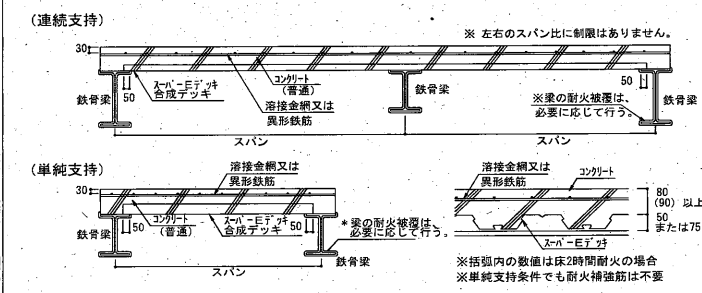 (連続支持)
※ 左右のスパン比に制限はありません。
30
50
スーパーEデッキ
合成デッキ
コンクリート
(普通)
溶接金網又は
異形鉄筋
50
鉄骨梁
鉄骨梁
鉄骨梁
※梁の耐火被覆は、
必要に応じて行う。
スパン
スパン
(単純支持)
溶接金網又は
異形鉄筋
30
50
コンクリート
(普通)
スーパーEデッキ
合成デッキ
50
鉄骨梁
鉄骨梁
*梁の耐火被覆は、
必要に応じて行う。
スパン
溶接金網又は
異形鉄筋
コンクリート
80
(90) 以上
50
または75
スーパーEデッキ
※括弧内の数値は床2時間耐火の場合
※単純支持条件でも耐火補強筋は不要